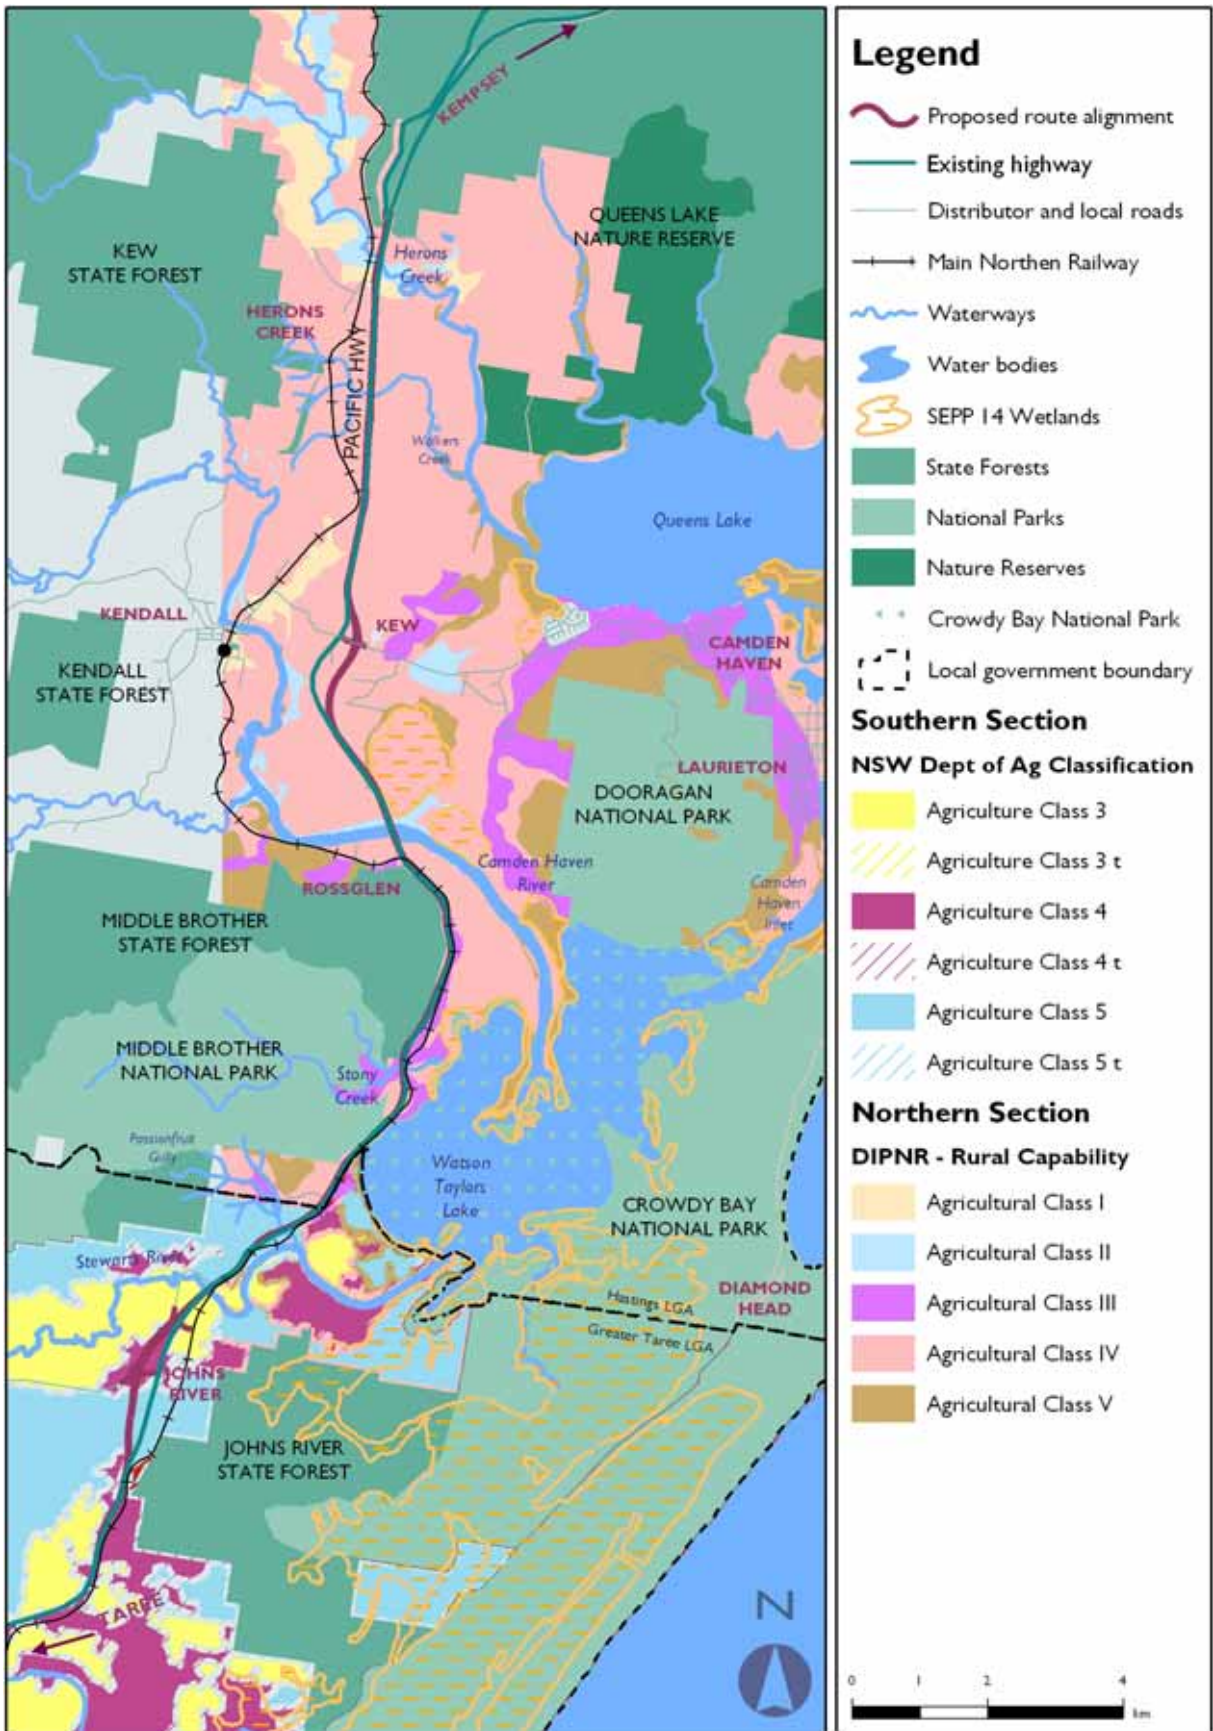 KEMPSEY
QUEENS LAKE
NATURE RESERVE
KEW
STATE FOREST
Herons
Creek
HERONS
CREEK
PACIFIC HWY
Walkers
Creek
Queens Lake
KENDALL
KEW
CAMDEN
HAVEN
KENDALL
STATE FOREST
LAURIETON
DOORAGAN
NATIONAL PARK
Camden Haven
River
ROSSGLEN
Camden
Haven
Inlet
MIDDLE BROTHER
STATE FOREST
MIDDLE BROTHER
NATIONAL PARK
Stony
Creek
Passionfruit
Gully
Watson
Taylors
Lake
CROWDY BAY
NATIONAL PARK
Stewarts River
DIAMOND
HEAD
Hastings LGA
Greater Taree LGA
JOHNS
RIVER
JOHNS RIVER
STATE FOREST
TAREE
N
Legend
Proposed route alignment
Existing highway
Distributor and local roads
Main Northen Railway
Waterways
Water bodies
SEPP 14 Wetlands
State Forests
National Parks
Nature Reserves
Crowdy Bay National Park
Local government boundary
Southern Section
NSW Dept of Ag Classification
Agriculture Class 3
Agriculture Class 3 t
Agriculture Class 4
Agriculture Class 4 t
Agriculture Class 5
Agriculture Class 5 t
Northern Section
DIPNR - Rural Capability
Agricultural Class I
Agricultural Class II
Agricultural Class III
Agricultural Class IV
Agricultural Class V
0 1 2 4
km